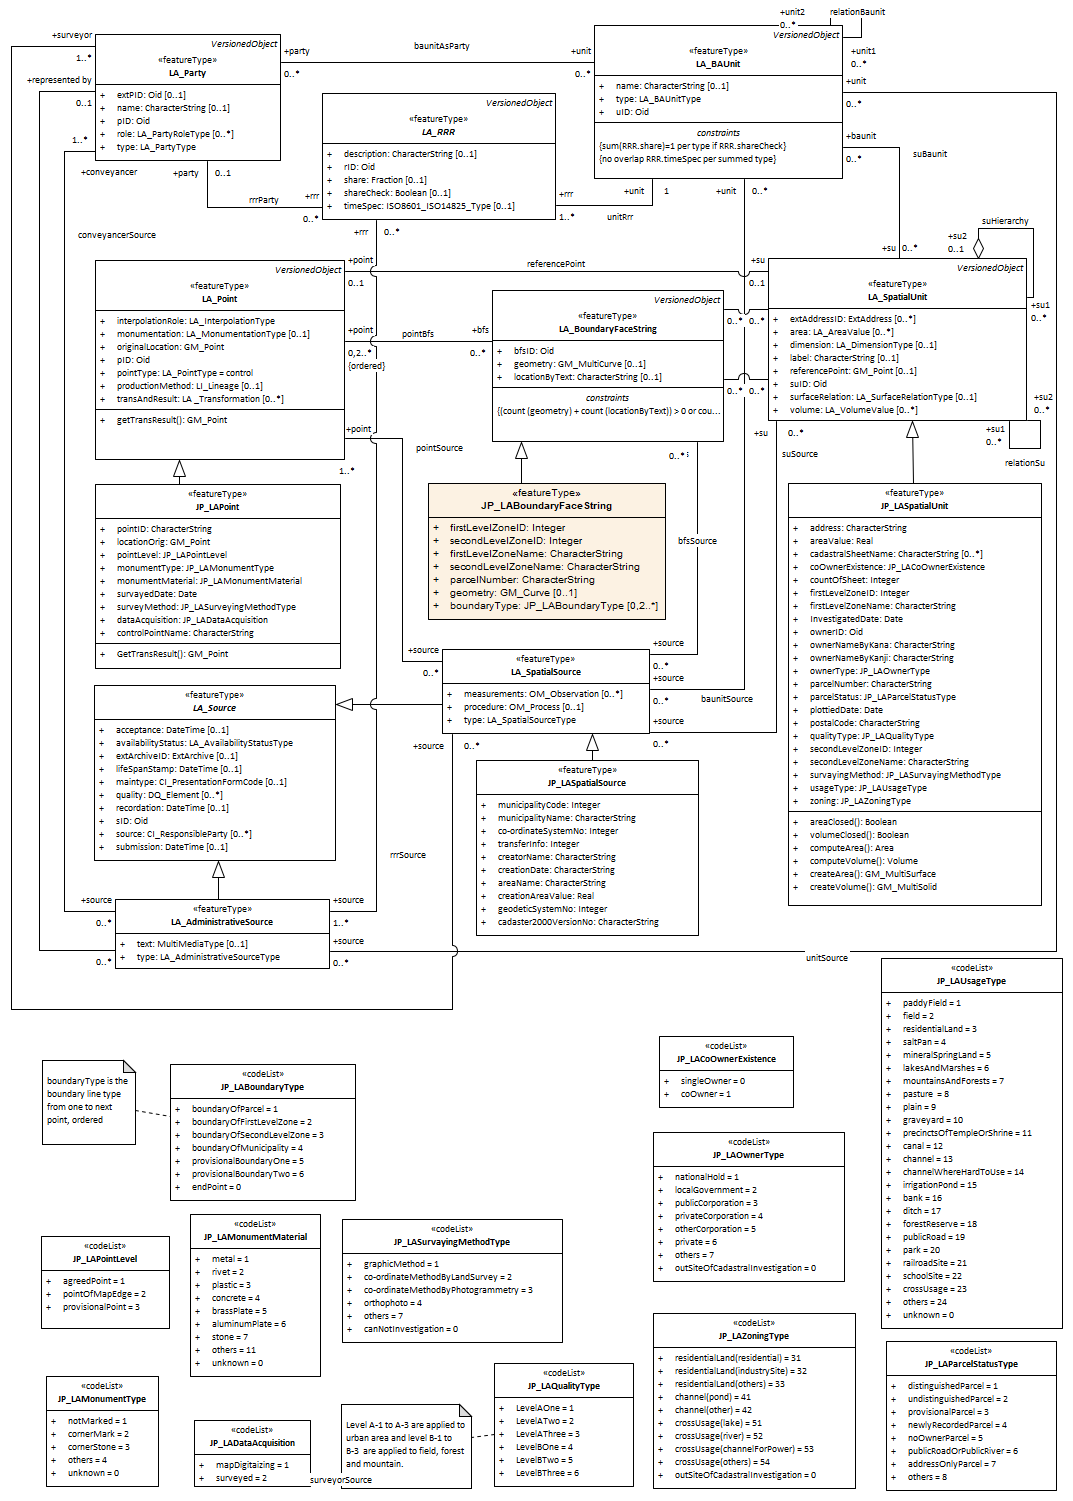 +surveyor
1..*
+represented by
0..1
1..*
+conveyancer
VersionedObject
«featureType»
LA_Party
+ extPID: Oid [0..1]
+ name: CharacterString [0..1]
+ pID: Oid
+ role: LA_PartyRoleType [0..*]
+ type: LA_PartyType
+party
0..*
baunitAsParty
+unit
0..*
+unit2
0..*
relationBaunit
+unit1
0..*
+unit
0..*
+baunit
0..*
suBaunit
VersionedObject
«featureType»
LA_BAUnit
+ name: CharacterString [0..1]
+ type: LA_BAUnitType
+ uID: Oid
constraints
{sum(RRR.share)=1 per type if RRR.shareCheck}
{no overlap RRR.timeSpec per summed type}
VersionedObject
«featureType»
LA_RRR
+ description: CharacterString [0..1]
+ rID: Oid
+ share: Fraction [0..1]
+ shareCheck: Boolean [0..1]
+ timeSpec: ISO8601_ISO14825_Type [0..1]
+party
0..1
rrrParty
+rrr
0..*
+rrr
1..*
unitRrr
+unit
1
+unit
0..*
+rrr
0..*
conveyancerSource
+su
0..*
suHierarchy
+su2
0..1
+su1
0..*
VersionedObject
«featureType»
LA_Point
+ interpolationRole: LA_InterpolationType
+ monumentation: LA_MonumentationType [0..1]
+ originalLocation: GM_Point
+ pID: Oid
+ pointType: LA_PointType = control
+ productionMethod: LI_Lineage [0..1]
+ transAndResult: LA_Transformation [0..*]
+ getTransResult(): GM_Point
+point
0..1
referencePoint
+su
0..1
+point
0,2..*
{ordered}
pointBfs
+bfs
0..*
+point
1..*
pointSource
VersionedObject
«featureType»
LA_BoundaryFaceString
+ bfsID: Oid
+ geometry: GM_MultiCurve [0..1]
+ locationByText: CharacterString [0..1]
constraints
{(count (geometry) + count (locationByText)) > 0 or cou...
0..*
0..*
0..*
0..*
VersionedObject
«featureType»
LA_SpatialUnit
+ extAddressID: ExtAddress [0..*]
+ area: LA_AreaValue [0..*]
+ dimension: LA_DimensionType [0..1]
+ label: CharacterString [0..1]
+ referencePoint: GM_Point [0..1]
+ suID: Oid
+ surfaceRelation: LA_SurfaceRelationType [0..1]
+ volume: LA_VolumeValue [0..*]
+su2
0..*
+su1
0..*
relationSu
+su
0..*
suSource
0..*
bfsSource
«featureType»
JP_LAPoint
+ pointID: CharacterString
+ locationOrig: GM_Point
+ pointLevel: JP_LAPointLevel
+ monumentType: JP_LAMonumentType
+ monumentMaterial: JP_LAMonumentMaterial
+ survayedDate: Date
+ surveyMethod: JP_LASurveyingMethodType
+ dataAcquisition: JP_LADataAcquisition
+ controlPointName: CharacterString
+ GetTransResult(): GM_Point
«featureType»
JP_LABoundaryFaceString
+ firstLevelZoneID: Integer
+ secondLevelZoneID: Integer
+ firstLevelZoneName: CharacterString
+ secondLevelZoneName: CharacterString
+ parcelNumber: CharacterString
+ geometry: GM_Curve [0..1]
+ boundaryType: JP_LABoundaryType [0,2..*]
«featureType»
JP_LASpatialUnit
+ address: CharacterString
+ areaValue: Real
+ cadastralSheetName: CharacterString [0..*]
+ coOwnerExistence: JP_LACoOwnerExistence
+ countOfSheet: Integer
+ firstLevelZoneID: Integer
+ firstLevelZoneName: CharacterString
+ InvestigatedDate: Date
+ ownerID: Oid
+ ownerNameByKana: CharacterString
+ ownerNameByKanji: CharacterString
+ ownerType: JP_LAOwnerType
+ parcelNumber: CharacterString
+ parcelStatus: JP_LAParcelStatusType
+ plottiedDate: Date
+ postalCode: CharacterString
+ qualityType: JP_LAQualityType
+ secondLevelZoneID: Integer
+ secondLevelZoneName: CharacterString
+ survayingMethod: JP_LASurvayingMethodType
+ usageType: JP_LAUsageType
+ zoning: JP_LAZoningType
+ areaClosed(): Boolean
+ volumeClosed(): Boolean
+ computeArea(): Area
+ computeVolume(): Volume
+ createArea(): GM_MultiSurface
+ createVolume(): GM_MultiSolid
+source
0..*
«featureType»
LA_SpatialSource
+ measurements: OM_Observation [0..*]
+ procedure: OM_Process [0..1]
+ type: LA_SpatialSourceType
+source
0..*
+source
0..*
baunitSource
+source
0..*
+source
0..*
«featureType»
LA_Source
+ acceptance: DateTime [0..1]
+ availabilityStatus: LA_AvailabilityStatusType
+ extArchiveID: ExtArchive [0..1]
+ lifeSpanStamp: DateTime [0..1]
+ maintype: CI_PresentationFormCode [0..1]
+ quality: DQ_Element [0..*]
+ recordation: DateTime [0..1]
+ sID: Oid
+ source: CI_ResponsibleParty [0..*]
+ submission: DateTime [0..1]
«featureType»
JP_LASpatialSource
+ municipalityCode: Integer
+ municipalityName: CharacterString
+ co-ordinateSystemNo: Integer
+ transferInfo: Integer
+ creatorName: CharacterString
+ creationDate: CharacterString
+ areaName: CharacterString
+ creationAreaValue: Real
+ geodeticSystemNo: Integer
+ cadaster2000VersionNo: CharacterString
rrrSource
+source
0..*
0..*
«featureType»
LA_AdministrativeSource
+ text: MultiMediaType [0..1]
+ type: LA_AdministrativeSourceType
+source
1..*
+source
0..*
unitSource
«codeList»
JP_LAUsageType
+ paddyField = 1
+ field = 2
+ residentialLand = 3
+ saltPan = 4
+ mineralSpringLand = 5
+ lakesAndMarshes = 6
+ mountainsAndForests = 7
+ pasture = 8
+ plain = 9
+ graveyard = 10
+ precinctsOfTempleOrShrine = 11
+ canal = 12
+ channel = 13
+ channelWhereHardToUse = 14
+ irrigationPond = 15
+ bank = 16
+ ditch = 17
+ forestReserve = 18
+ publicRoad = 19
+ park = 20
+ railroadSite = 21
+ schoolSite = 22
+ crossUsage = 23
+ others = 24
+ unknown = 0
boundaryType is the
boundary line type
from one to next
point, ordered
«codeList»
JP_LABoundaryType
+ boundaryOfParcel = 1
+ boundaryOfFirstLevelZone = 2
+ boundaryOfSecondLevelZone = 3
+ boundaryOfMunicipality = 4
+ provisionalBoundaryOne = 5
+ provisionalBoundaryTwo = 6
+ endPoint = 0
«codeList»
JP_LACoOwnerExistence
+ singleOwner = 0
+ coOwner = 1
«codeList»
JP_LAOwnerType
+ nationalHold = 1
+ localGovernment = 2
+ publicCorporation = 3
+ privateCorporation = 4
+ otherCorporation = 5
+ private = 6
+ others = 7
+ outSiteOfCadastralInvestigation = 0
«codeList»
JP_LAPointLevel
+ agreedPoint = 1
+ pointOfMapEdge = 2
+ provisionalPoint = 3
«codeList»
JP_LAMonumentMaterial
+ metal = 1
+ rivet = 2
+ plastic = 3
+ concrete = 4
+ brassPlate = 5
+ aluminumPlate = 6
+ stone = 7
+ others = 11
+ unknown = 0
«codeList»
JP_LASurvayingMethodType
+ graphicMethod = 1
+ co-ordinateMethodByLandSurvey = 2
+ co-ordinateMethodByPhotogrammetry = 3
+ orthophoto = 4
+ others = 7
+ canNotInvestigation = 0
«codeList»
JP_LAZoningType
+ residentialLand(residential) = 31
+ residentialLand(industrySite) = 32
+ residentialLand(others) = 33
+ channel(pond) = 41
+ channel(other) = 42
+ crossUsage(lake) = 51
+ crossUsage(river) = 52
+ crossUsage(channelForPower) = 53
+ crossUsage(others) = 54
+ outSiteOfCadastralInvestigation = 0
«codeList»
JP_LAParcelStatusType
+ distinguishedParcel = 1
+ undistinguishedParcel = 2
+ provisionalParcel = 3
+ newlyRecordedParcel = 4
+ noOwnerParcel = 5
+ publicRoadOrPublicRiver = 6
+ addressOnlyParcel = 7
+ others = 8
«codeList»
JP_LAMonumentType
+ notMarked = 1
+ cornerMark = 2
+ cornerStone = 3
+ others = 4
+ unknown = 0
«codeList»
JP_LADataAcquisition
+ mapDigitaizing = 1
+ surveyed = 2
surveyorSource
Level A-1 to A-3 are applied to
urban area and level B-1 to
B-3 are applied to field, forest
and mountain.
«codeList»
JP_LAQualityType
+ LevelAOne = 1
+ LevelATwo = 2
+ LevelAThree = 3
+ LevelBOne = 4
+ LevelBTwo = 5
+ LevelBThree = 6